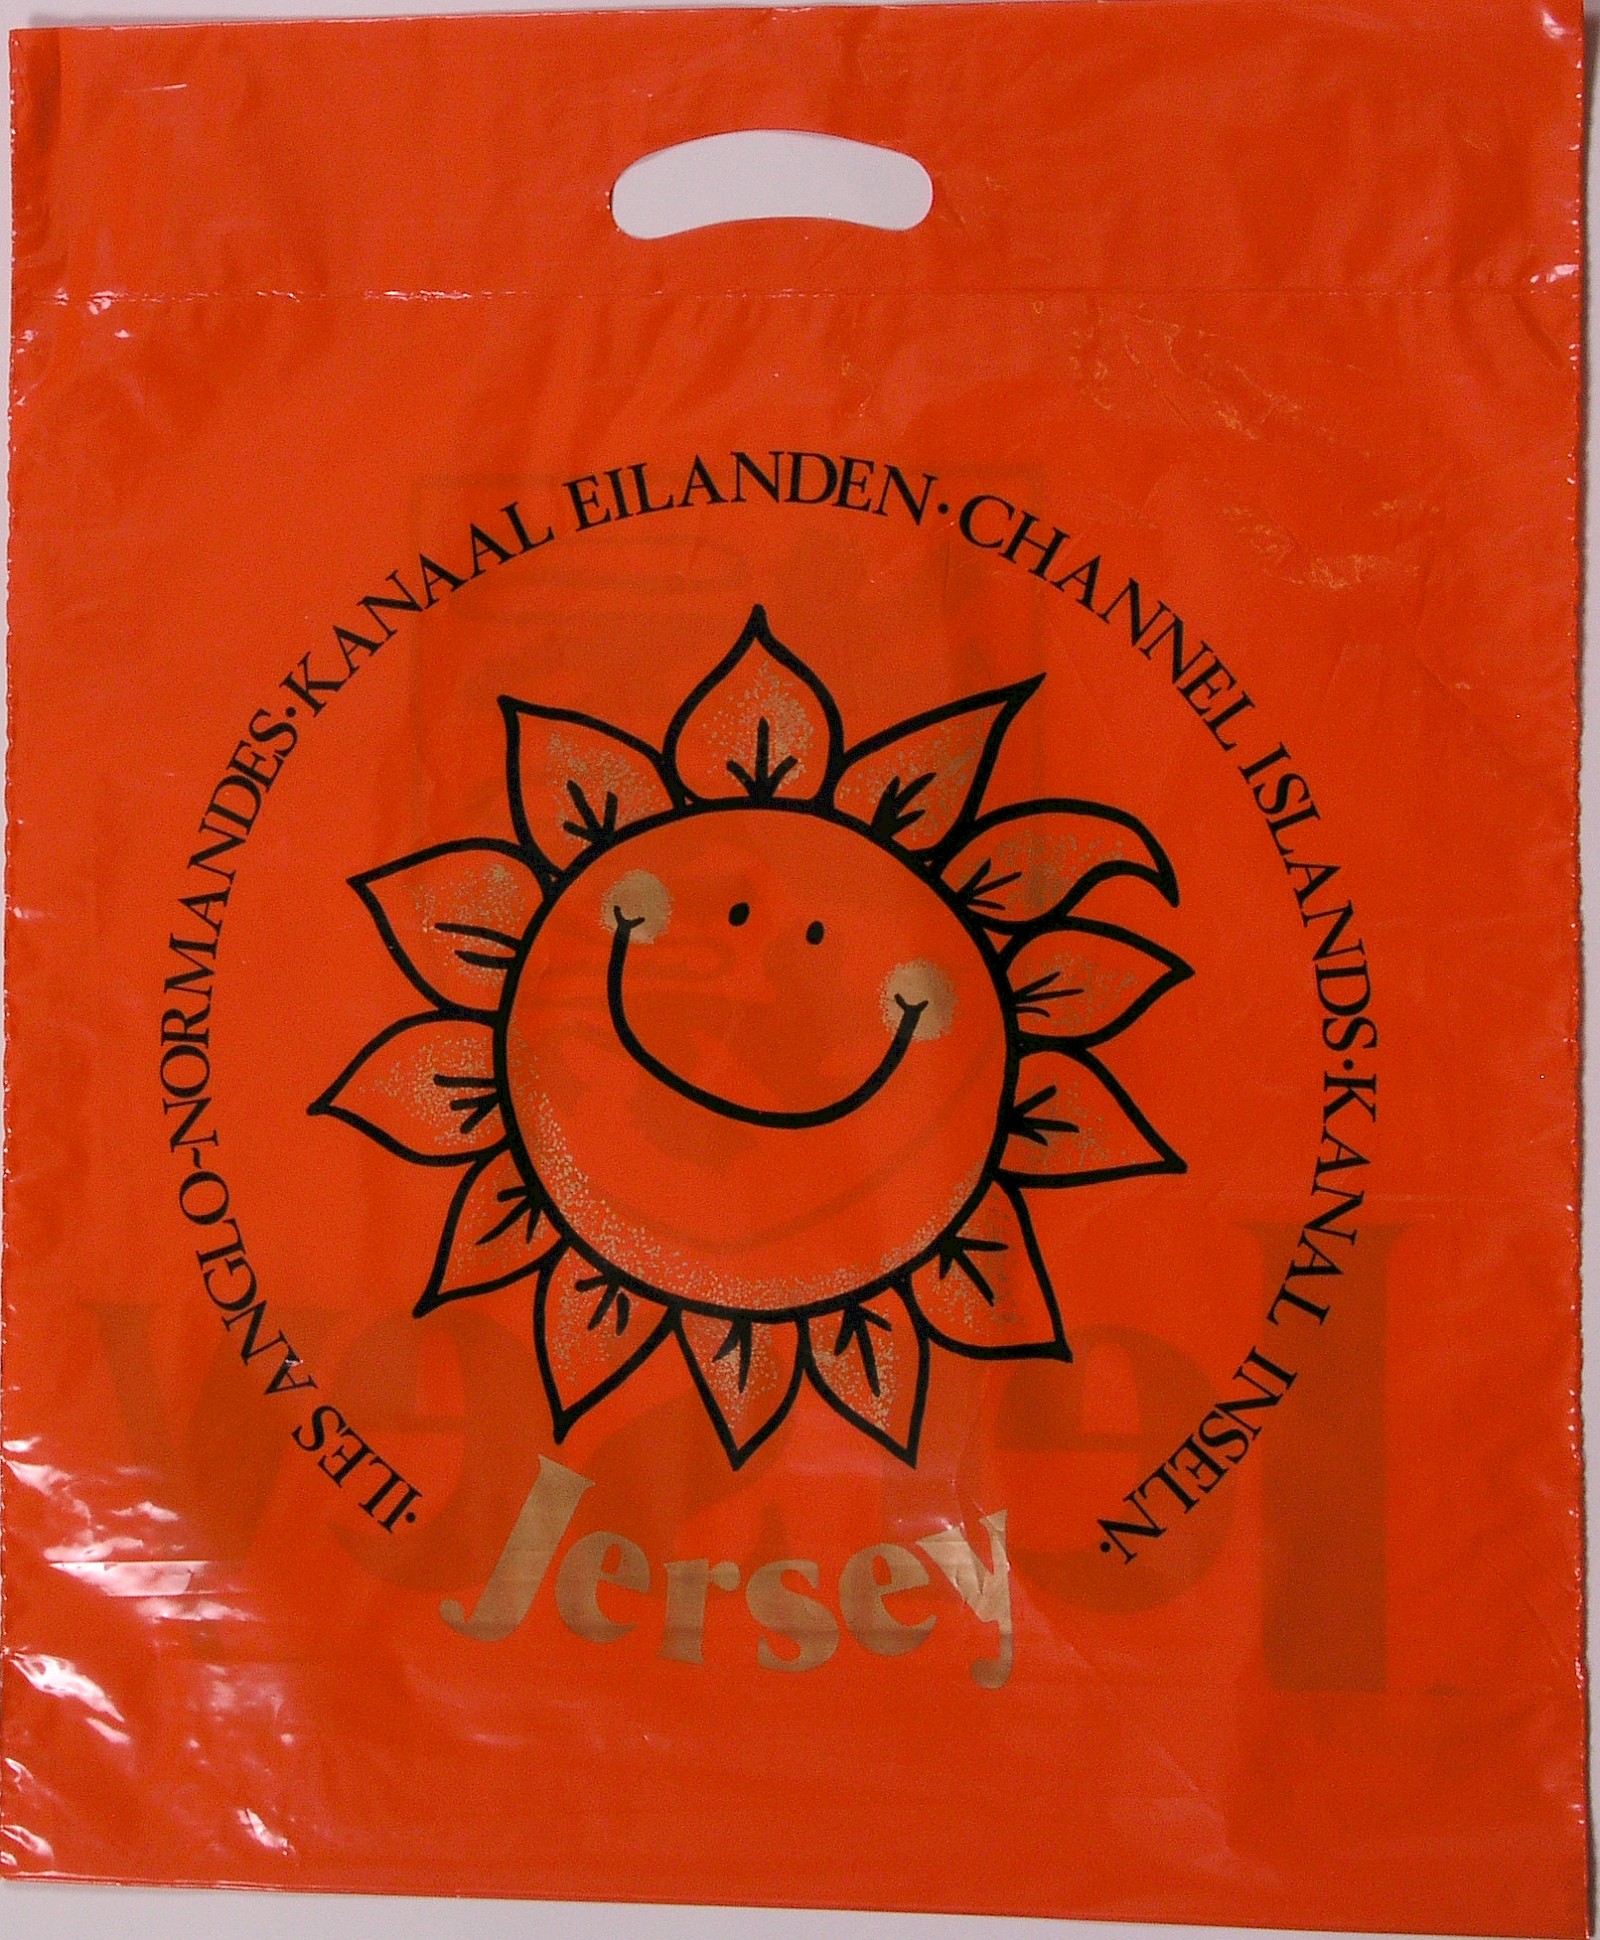 ·ILES ANGLO-NORMANDES·KANAAL EILANDEN·CHANNEL ISLANDS·KANAL INSELN·
Jersey